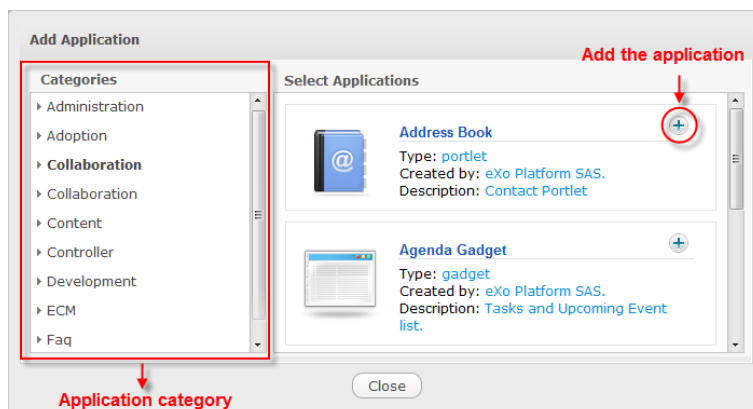 Add Application
Add the application
Categories
Administration
Adoption
Collaboration
Collaboration
Content
Controller
Development
ECM
Faq
Select Applications
Address Book
Type: portlet
Created by: eXo Platform SAS.
Description: Contact Portlet
Agenda Gadget
Type: gadget
Created by: eXo Platform SAS.
Description: Tasks and Upcoming Event
list.
Close
Application category